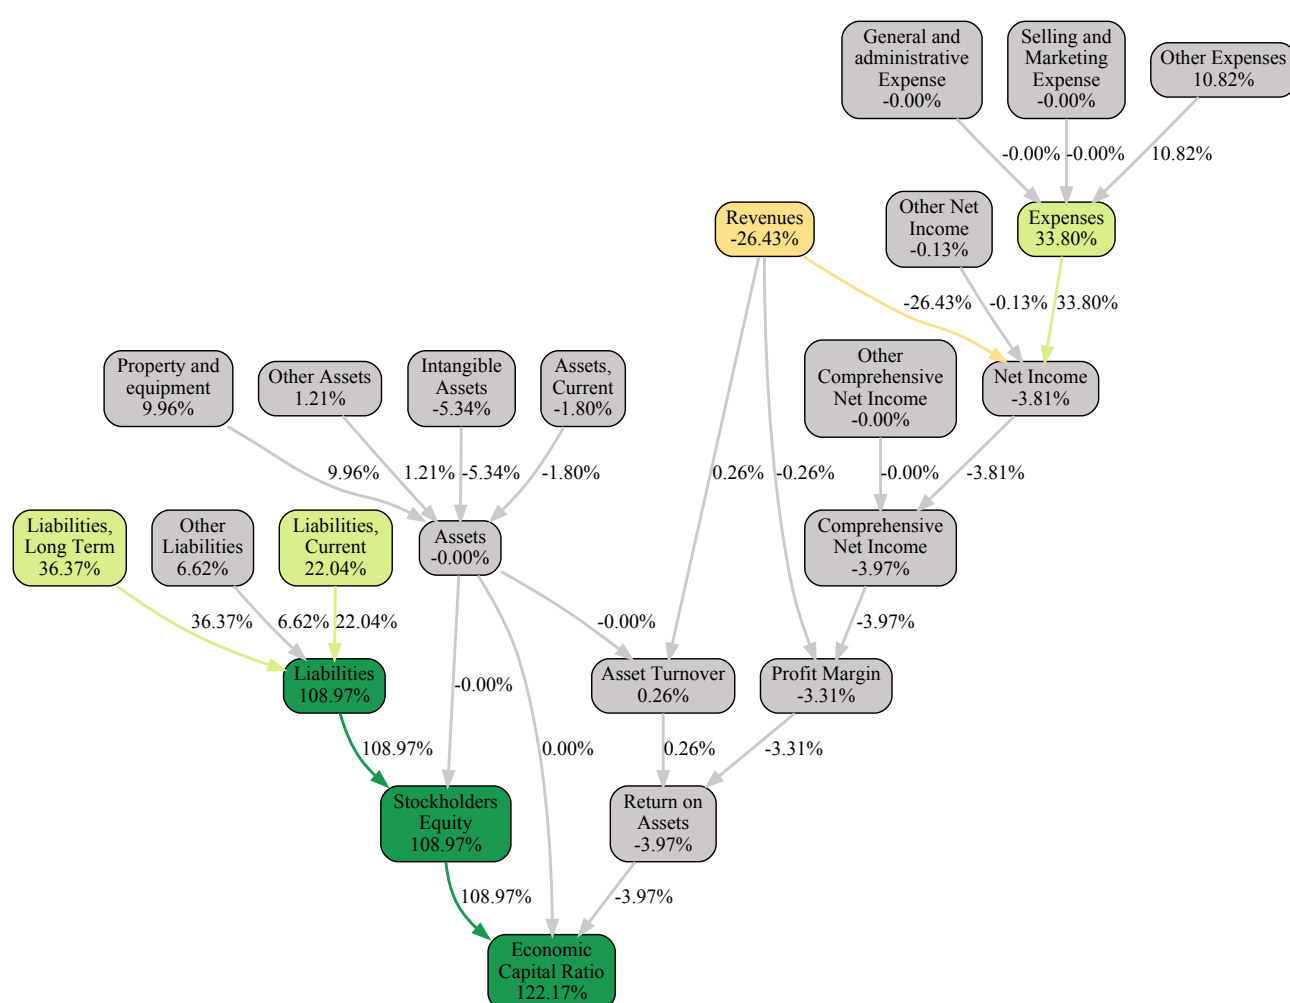 General and
administrative
Expense
-0.00%
Selling and
Marketing
Expense
-0.00%
Other Expenses
10.82%
-0.00%
-0.00%
10.82%
Revenues
-26.43%
Other Net
Income
-0.13%
Expenses
33.80%
-26.43%
-0.13%
33.80%
Property and
equipment
9.96%
Other Assets
1.21%
Intangible
Assets
-5.34%
Assets,
Current
-1.80%
Other
Comprehensive
Net Income
-0.00%
Net Income
-3.81%
9.96%
1.21%
-5.34%
-1.80%
0.26%
-0.26%
-0.00%
-3.81%
Liabilities,
Long Term
36.37%
Other
Liabilities
6.62%
Liabilities,
Current
22.04%
Assets
-0.00%
Comprehensive
Net Income
-3.97%
36.37%
6.62%
22.04%
-0.00%
-3.97%
Liabilities
108.97%
-0.00%
Asset Turnover
0.26%
Profit Margin
-3.31%
108.97%
0.00%
0.26%
-3.31%
Stockholders
Equity
108.97%
Return on
Assets
-3.97%
108.97%
-3.97%
Economic
Capital Ratio
122.17%